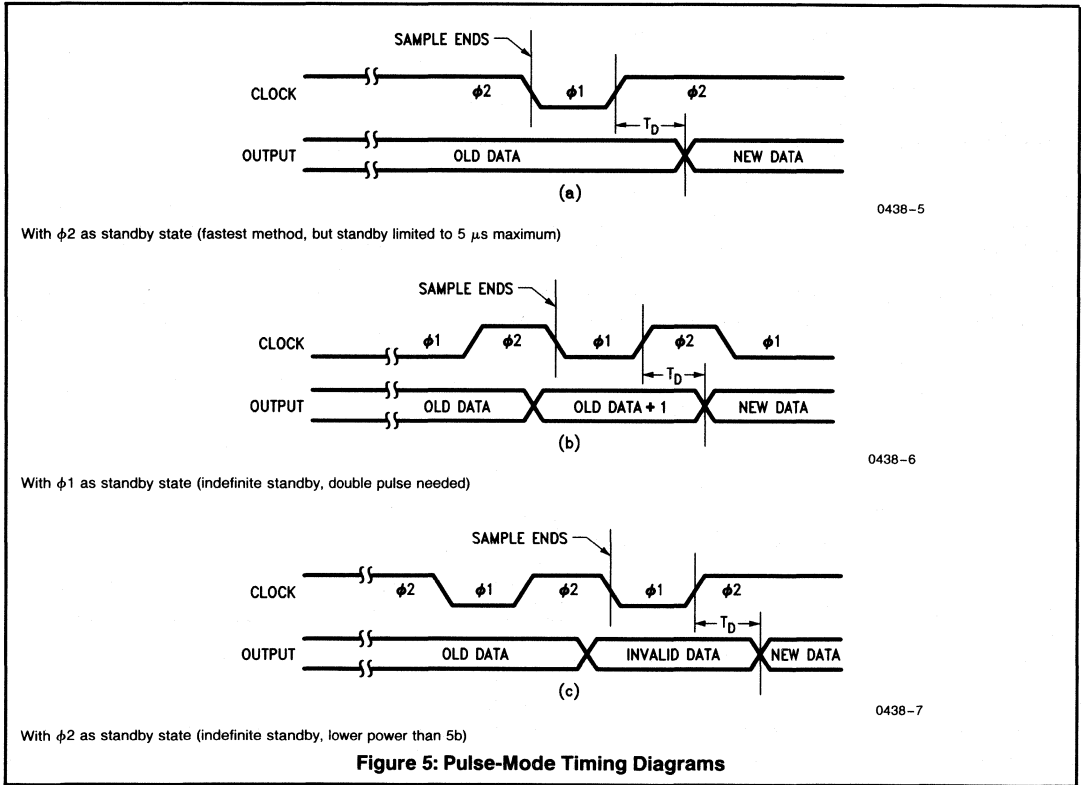 SAMPLE ENDS
CLOCK ϕ2 ϕ1 ϕ2
T_D
OUTPUT OLD DATA NEW DATA
(a)
0438–5
With ϕ2 as standby state (fastest method, but standby limited to 5 μs maximum)
SAMPLE ENDS
CLOCK ϕ1 ϕ2 ϕ1 ϕ2 ϕ1
T_D
OUTPUT OLD DATA OLD DATA + 1 NEW DATA
(b)
0438–6
With ϕ1 as standby state (indefinite standby, double pulse needed)
SAMPLE ENDS
CLOCK ϕ2 ϕ1 ϕ2 ϕ1 ϕ2
T_D
OUTPUT OLD DATA INVALID DATA NEW DATA
(c)
0438–7
With ϕ2 as standby state (indefinite standby, lower power than 5b)
Figure 5: Pulse-Mode Timing Diagrams